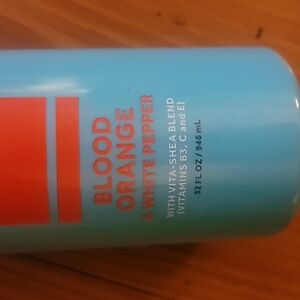 BLOOD
ORANGE
& WHITE PEPPER
WITH VITA-SHEA BLEND
(VITAMINS B3, C and E)
32 FL OZ / 946 mL